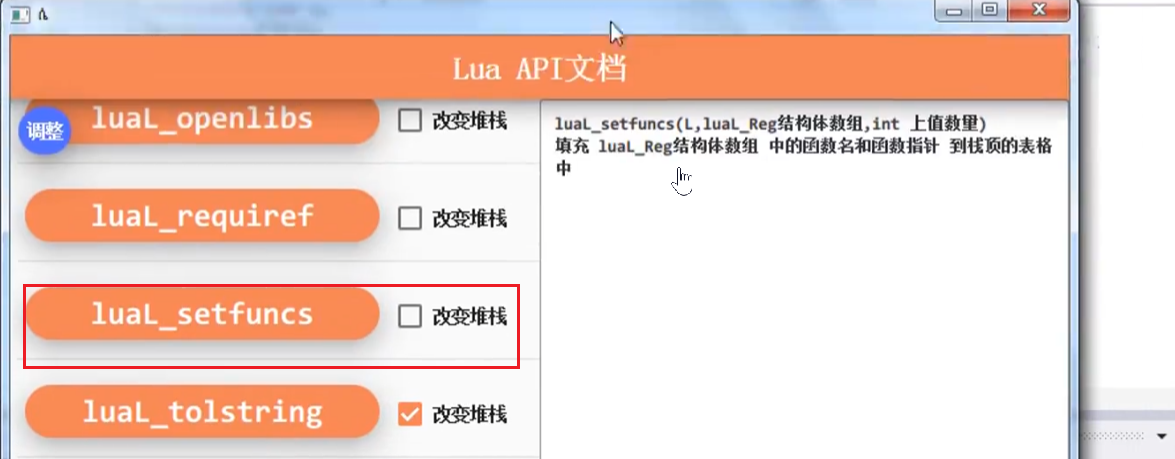 Lua API文档
调整
luaL_openlibs
改变堆栈
luaL_requiref
改变堆栈
luaL_setfuncs
改变堆栈
luaL_tolstring
改变堆栈
luaL_setfuncs(L,luaL_Reg结构体数组,int 上值数里)
填充 luaL_Reg结构体数组 中的函数名和函数指针 到栈顶的表格
中